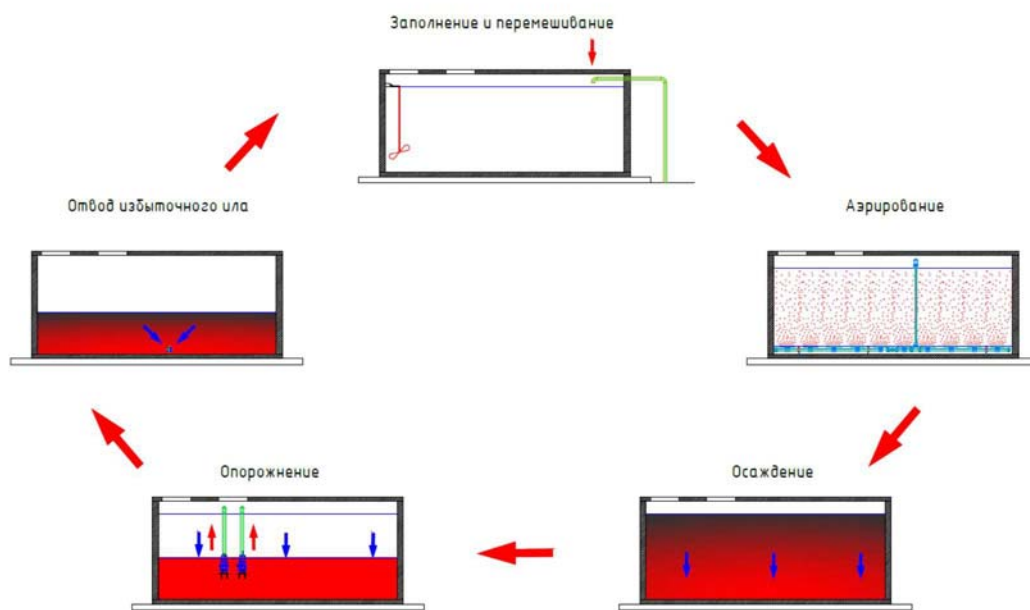 Заполнение и перемешивание
Отвод избыточного ила
Аэрирование
Опорожнение
Осаждение